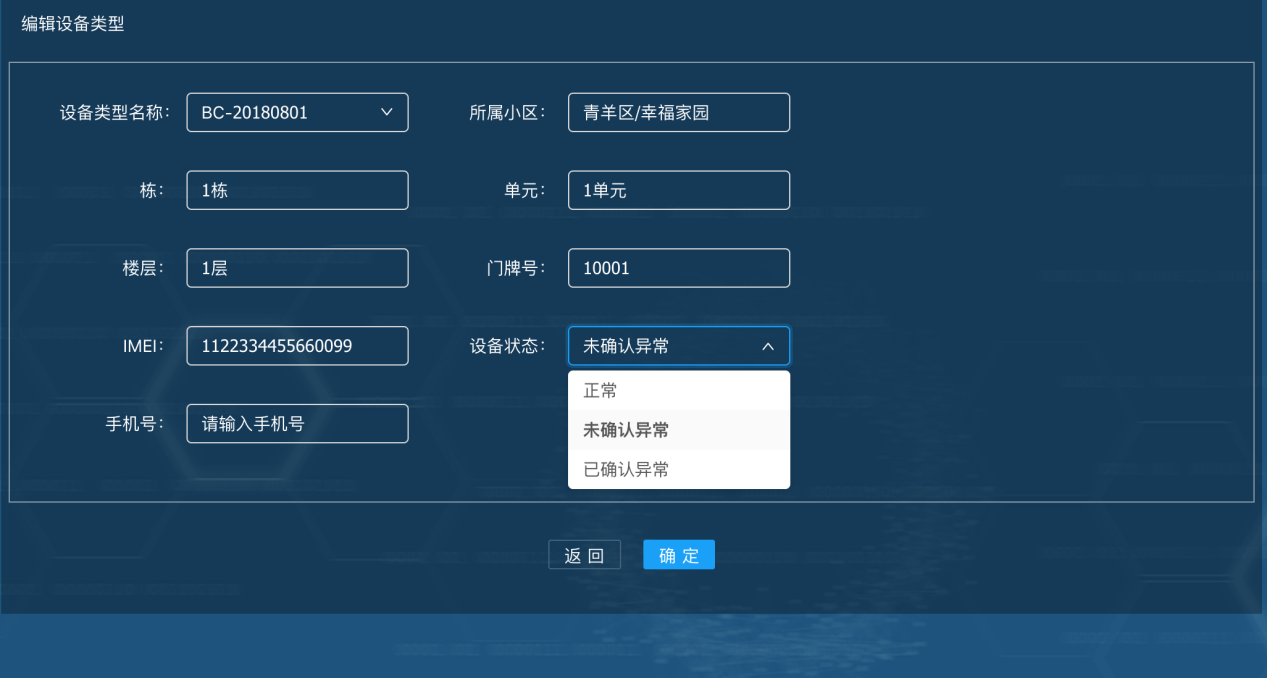 编辑设备类型
设备类型名称： BC-20180801 所属小区： 青羊区/幸福家园
栋： 1栋 单元： 1单元
楼层： 1层 门牌号： 10001
IMEI： 1122334455660099 设备状态： 未确认异常
正常
手机号： 请输入手机号 未确认异常
已确认异常
返 回 确 定